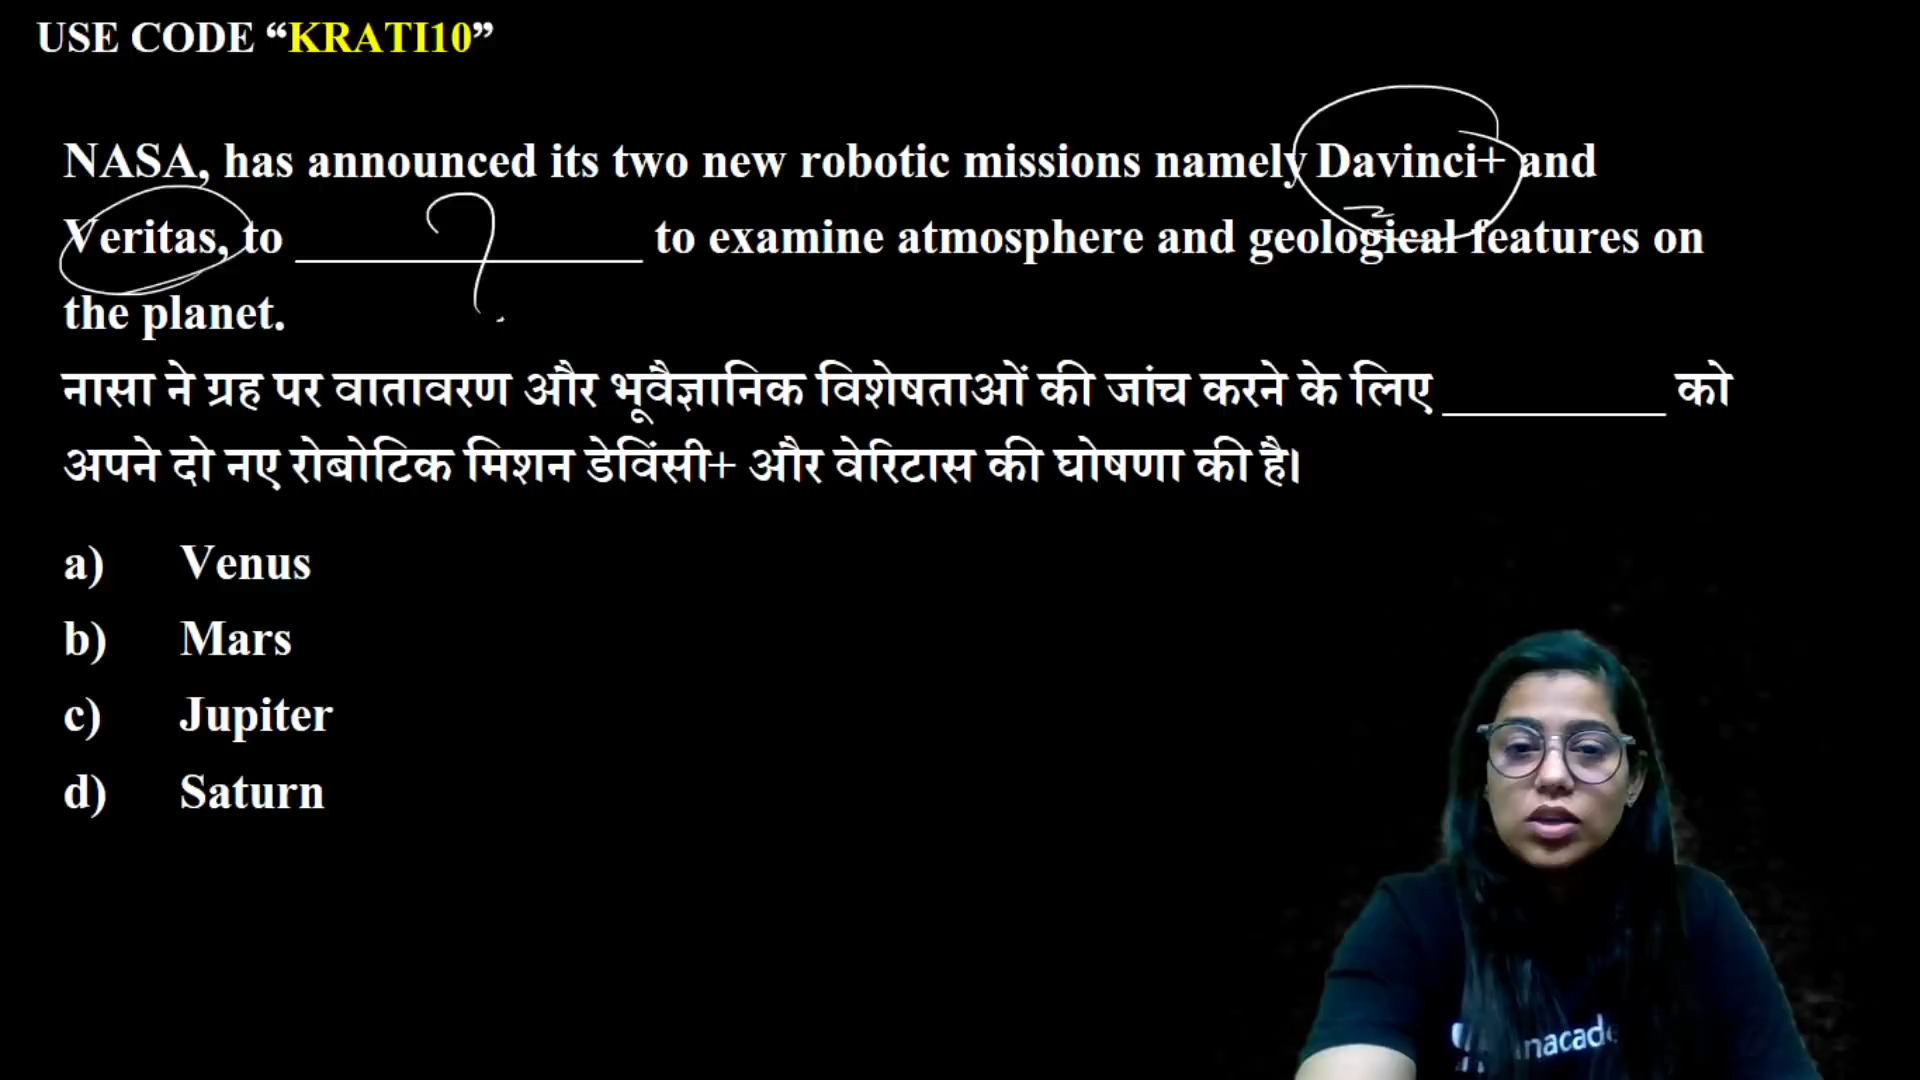 USE CODE “KRATI10”
NASA, has announced its two new robotic missions namely Davinci+ and
Veritas, to ______________ to examine atmosphere and geological features on
the planet.
नासा ने ग्रह पर वातावरण और भूवैज्ञानिक विशेषताओं की जांच करने के लिए _________ को
अपने दो नए रोबोटिक मिशन डेविंसी+ और वेरिटास की घोषणा की है।
a) Venus
b) Mars
c) Jupiter
d) Saturn